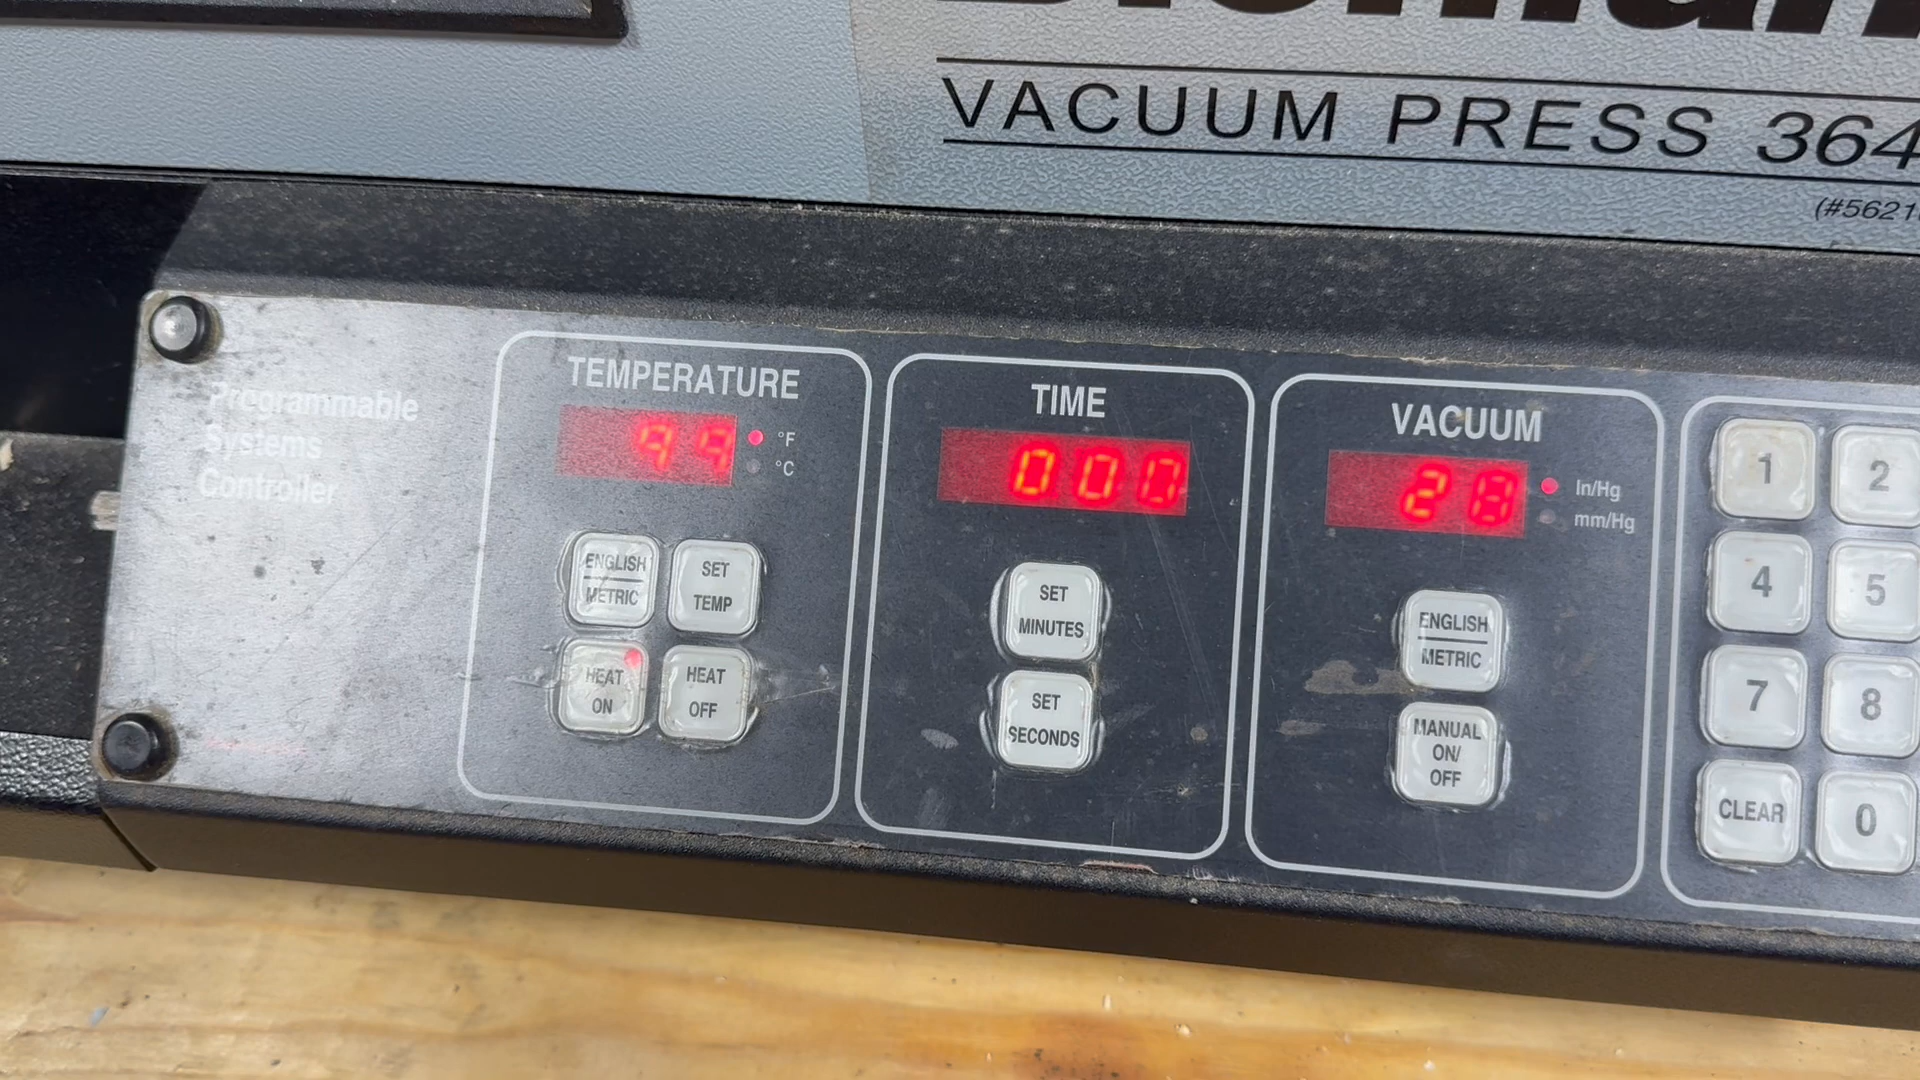 VACUUM PRESS 364
(#5621
Programmable
Systems
Controller
TEMPERATURE
99
°F
°C
ENGLISH
METRIC
SET
TEMP
HEAT
ON
HEAT
OFF
TIME
000
SET
MINUTES
SET
SECONDS
VACUUM
28
In/Hg
mm/Hg
ENGLISH
METRIC
MANUAL
ON/
OFF
1 2
4 5
7 8
CLEAR 0